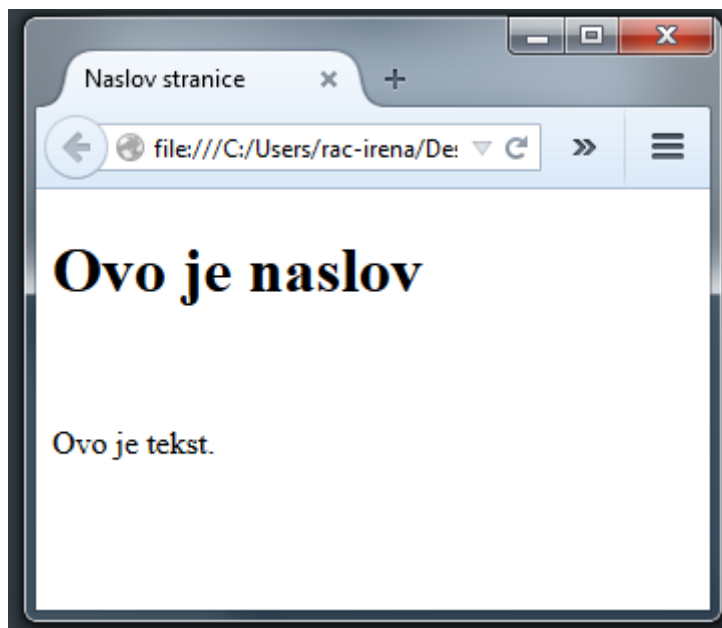 Naslov stranice
file:///C:/Users/rac-irena/De
Ovo je naslov
Ovo je tekst.